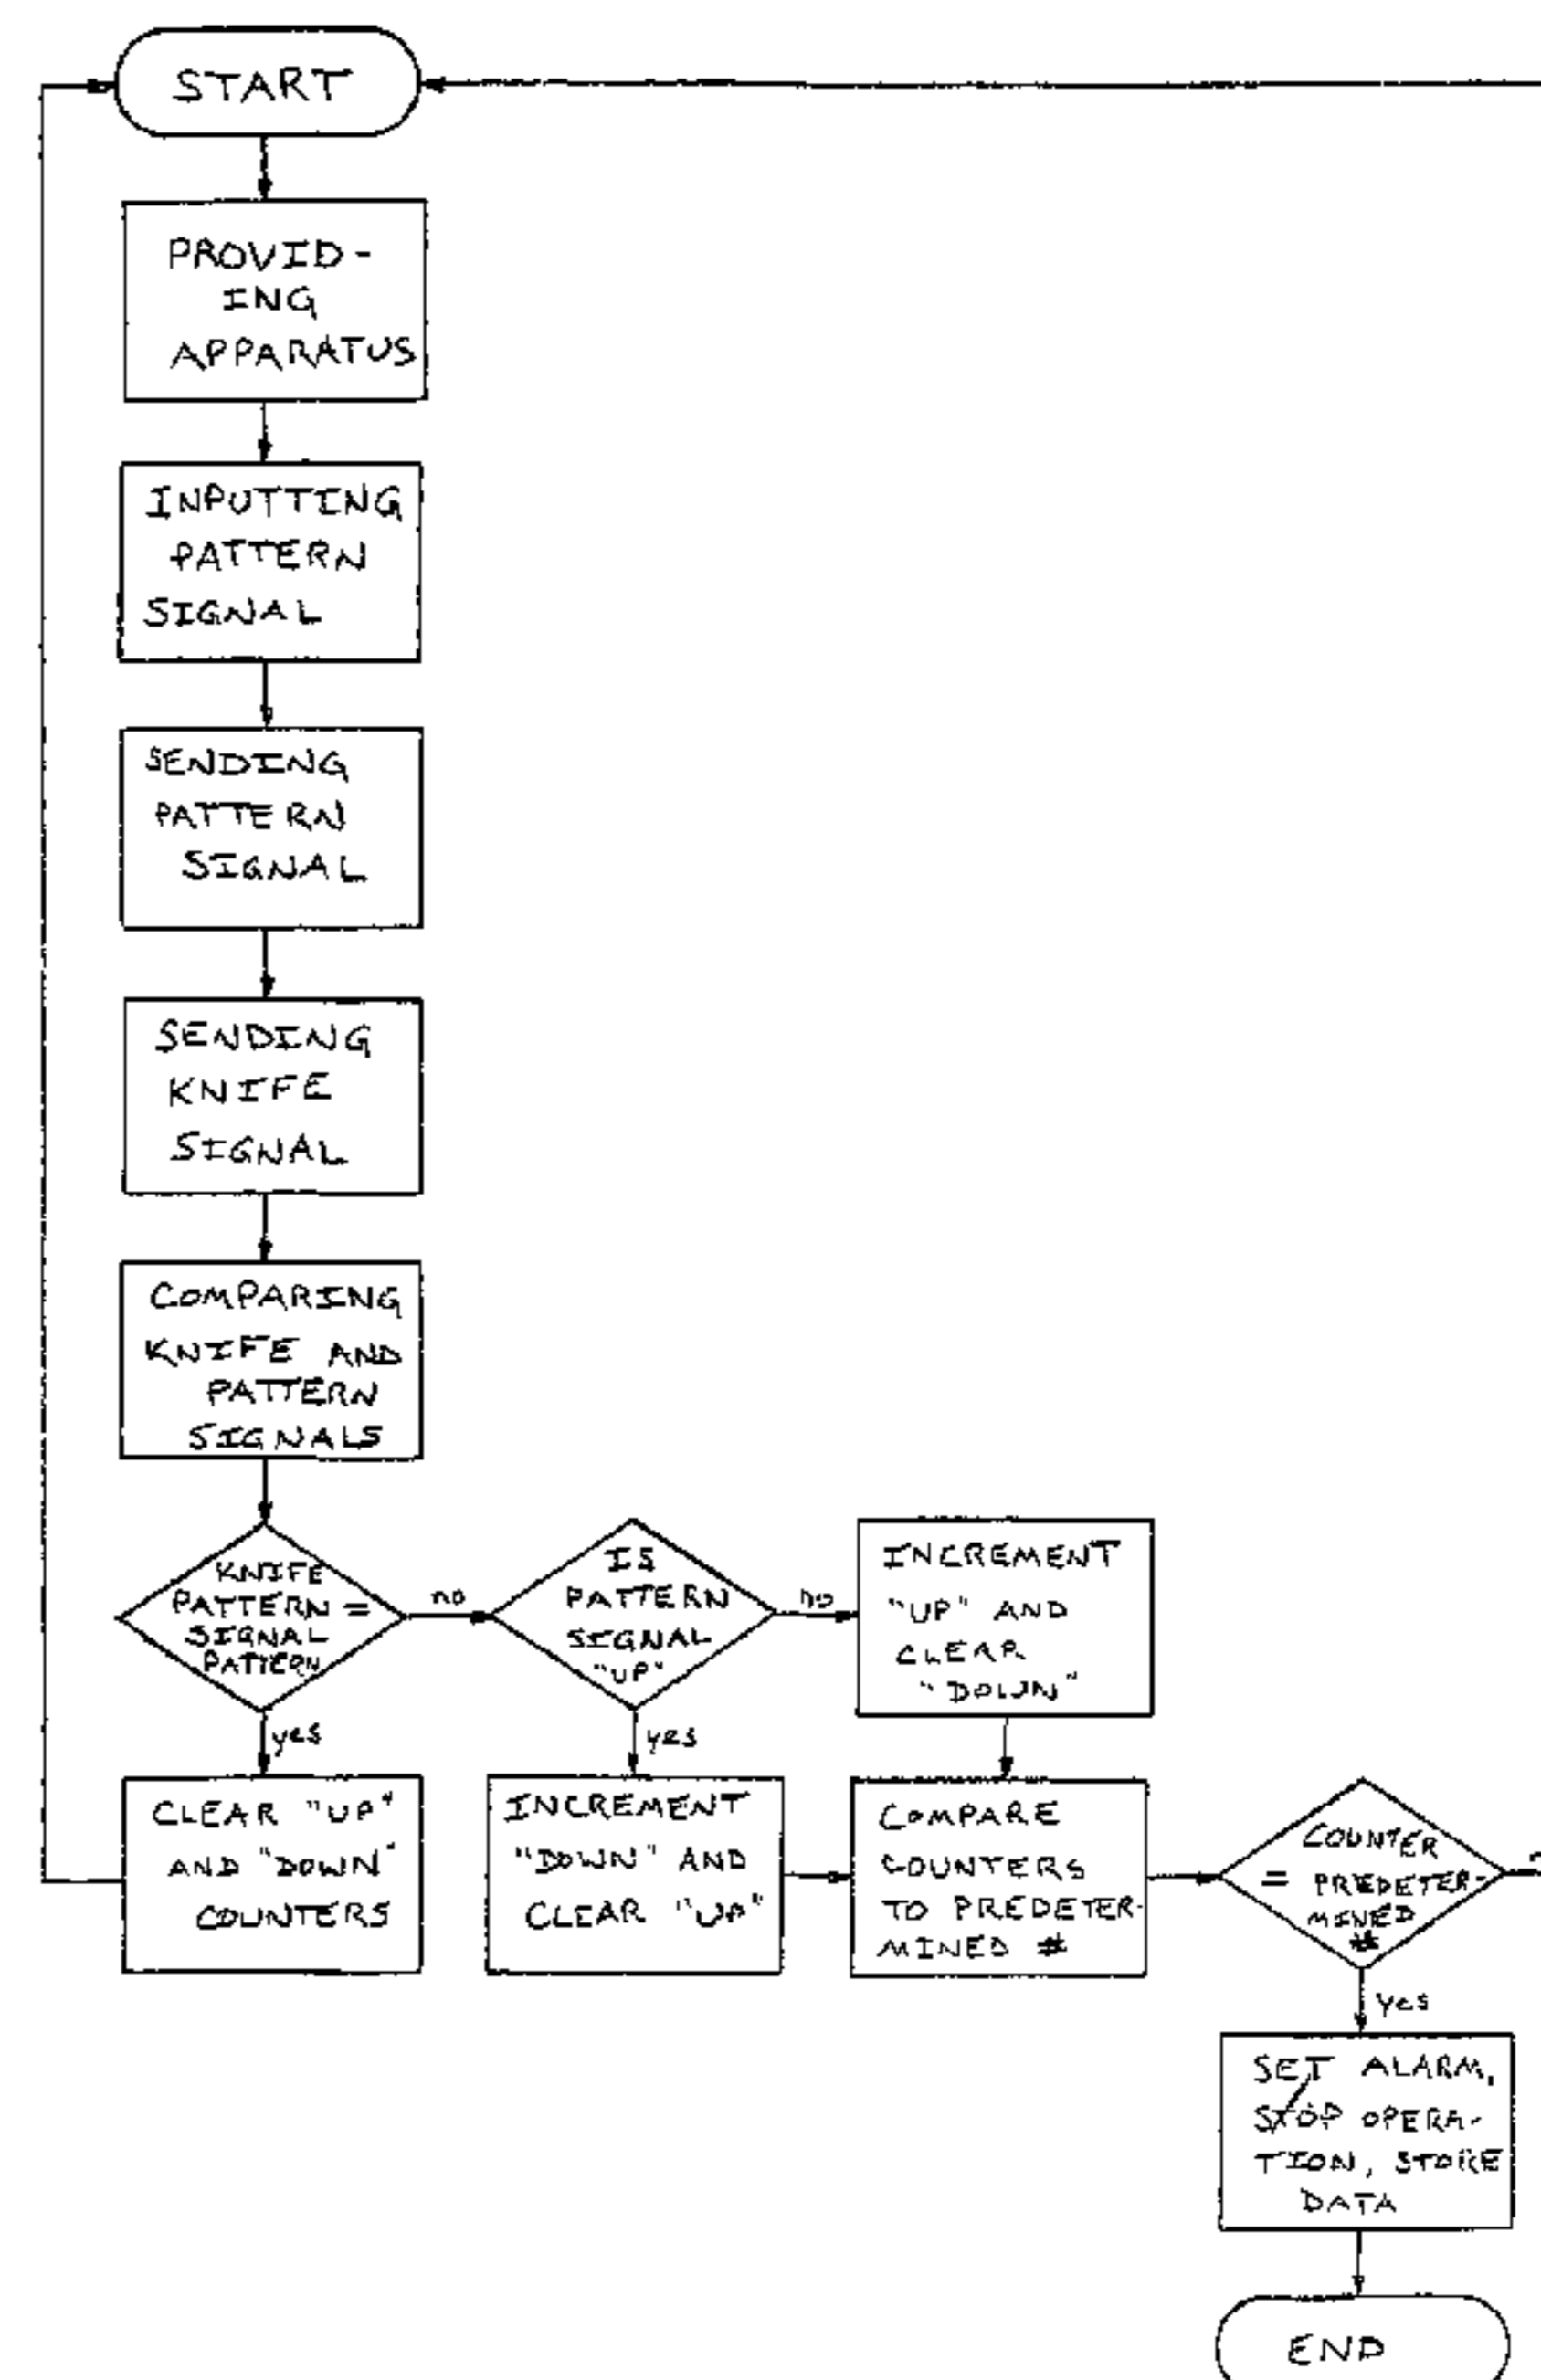 START
PROVID-
ING
APPARATUS
INPUTTING
PATTERN
SIGNAL
SENDING
PATTERN
SIGNAL
SENDING
KNIFE
SIGNAL
COMPARING
KNIFE AND
PATTERN
SIGNALS
KNIFE
PATTERN =
SIGNAL
PATTERN
no
IS
PATTERN
SIGNAL
"UP"
no
INCREMENT
"UP" AND
CLEAR
"DOWN"
yes
yes
CLEAR "UP"
AND "DOWN"
COUNTERS
INCREMENT
"DOWN" AND
CLEAR "UP"
COMPARE
COUNTERS
TO PREDETER-
MINED #
COUNTER
= PREDETER-
MINED
#
yes
SET ALARM,
STOP OPERA-
TION, STORE
DATA
END